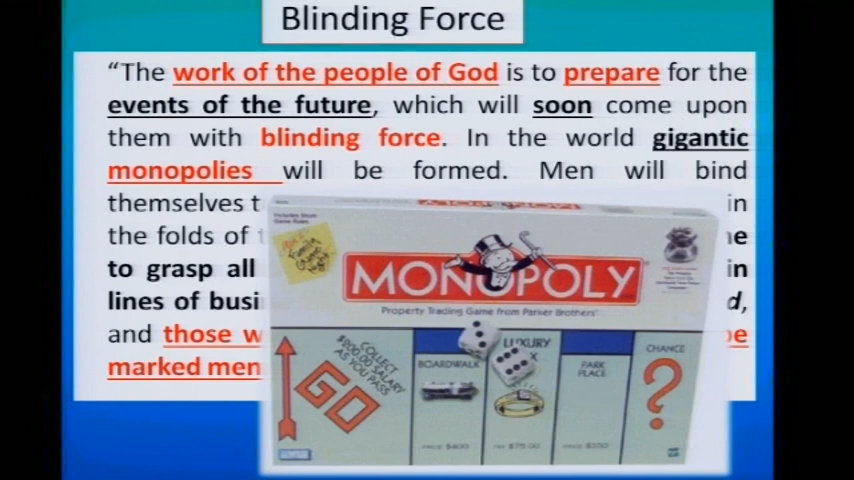 Blinding Force
“The work of the people of God is to prepare for the
events of the future, which will soon come upon
them with blinding force. In the world gigantic
monopolies will be formed. Men will bind
themselves in
the folds of
to grasp all in
lines of busi
and those be
marked men
MONOPOLY
Property Trading Game from Parker Brothers
COLLECT
$200.00 SALARY
AS YOU PASS
GO
BOARDWALK
PRICE $400
LUXURY
PAY $75.00
PARK
PLACE
PRICE $350
CHANCE
?